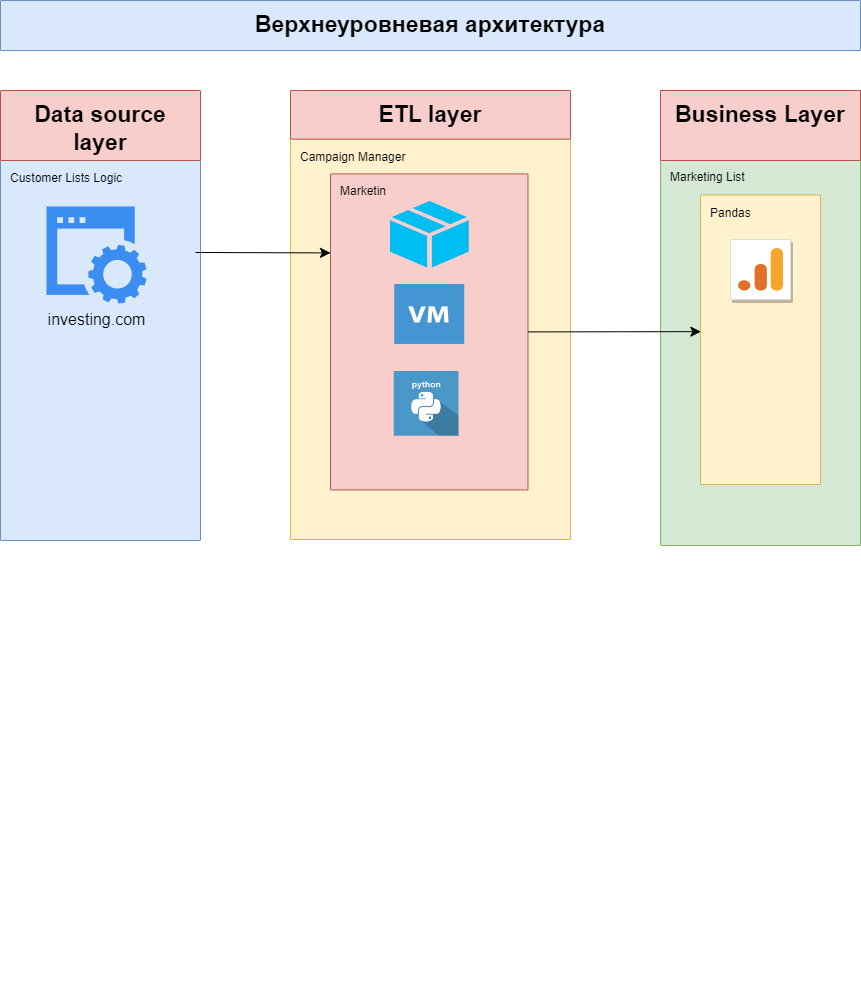 Верхнеуровневая архитектура
Data source
layer
ETL layer
Business Layer
Customer Lists Logic
Campaign Manager
Marketing List
Marketin
Pandas
investing.com
VM
python